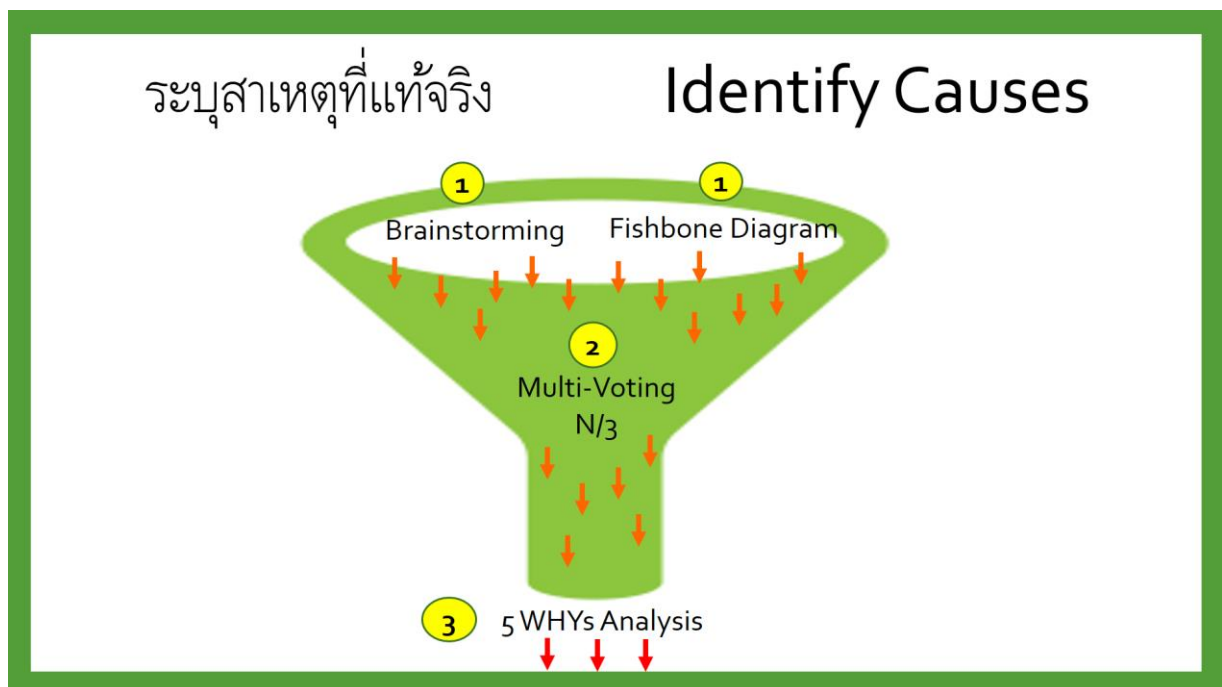 ระบุสาเหตุที่แท้จริง Identify Causes
1 1
Brainstorming Fishbone Diagram
2
Multi-Voting
N/3
3 5 WHYs Analysis